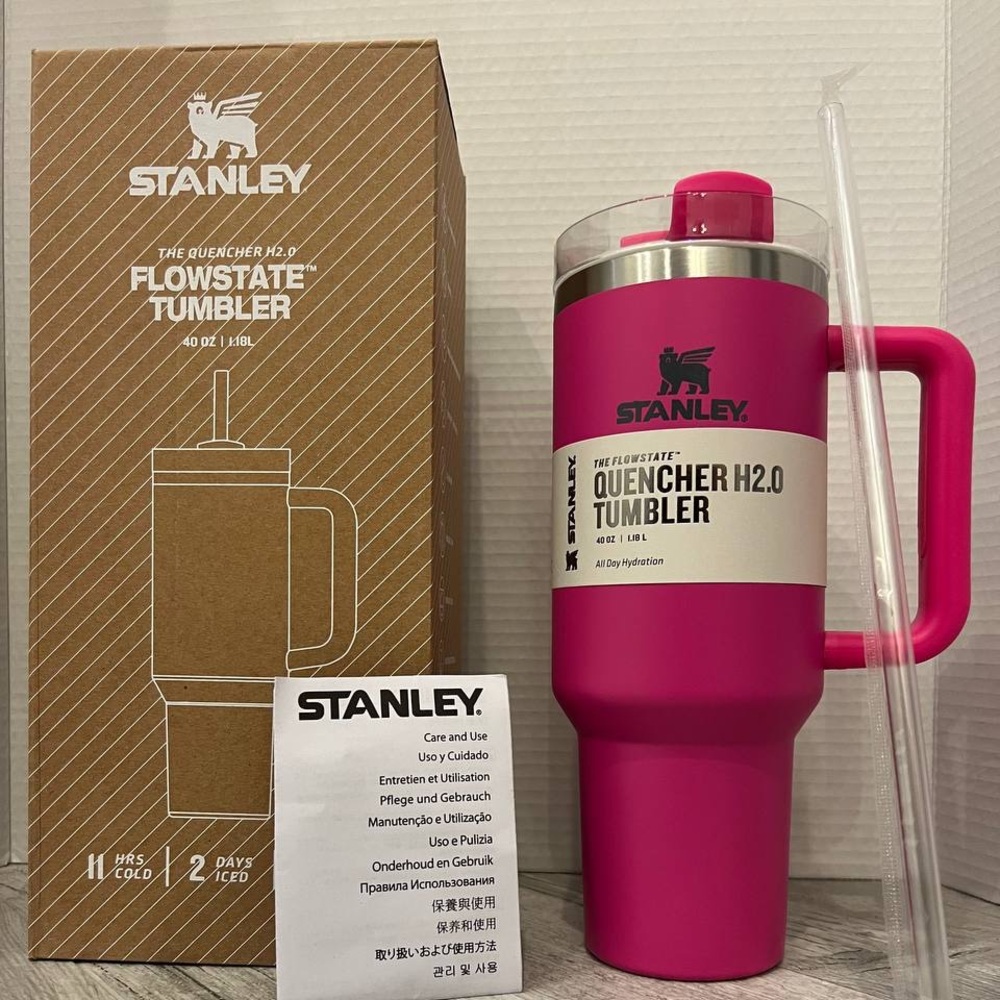 STANLEY
THE QUENCHER H2.0
FLOWSTATE™
TUMBLER
40 OZ | 1.18L
11 HRS COLD | 2 DAYS ICED
STANLEY.
Care and Use
Uso y Cuidado
Entretien et Utilisation
Pflege und Gebrauch
Manutenção e Utilização
Uso e Pulizia
Onderhoud en Gebruik
Правила Использования
保養與使用
保养和使用
取り扱いおよび使用方法
관리 및 사용
STANLEY®
STANLEY.
THE FLOWSTATE™
QUENCHER H2.0
TUMBLER
40 OZ | 1.18 L
All Day Hydration